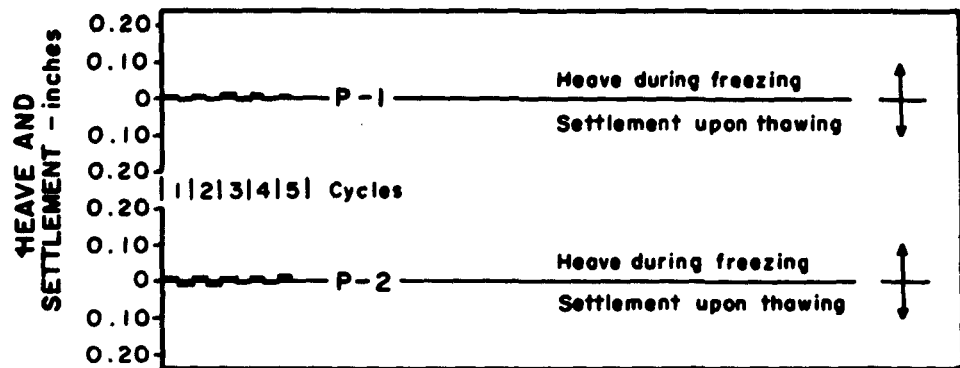 HEAVE AND
SETTLEMENT - inches
0.20
0.10
0
0.10
0.20
P-1
Heave during freezing
Settlement upon thawing
|1|2|3|4|5| Cycles
0.20
0.10
0
0.10
0.20
P-2
Heave during freezing
Settlement upon thawing